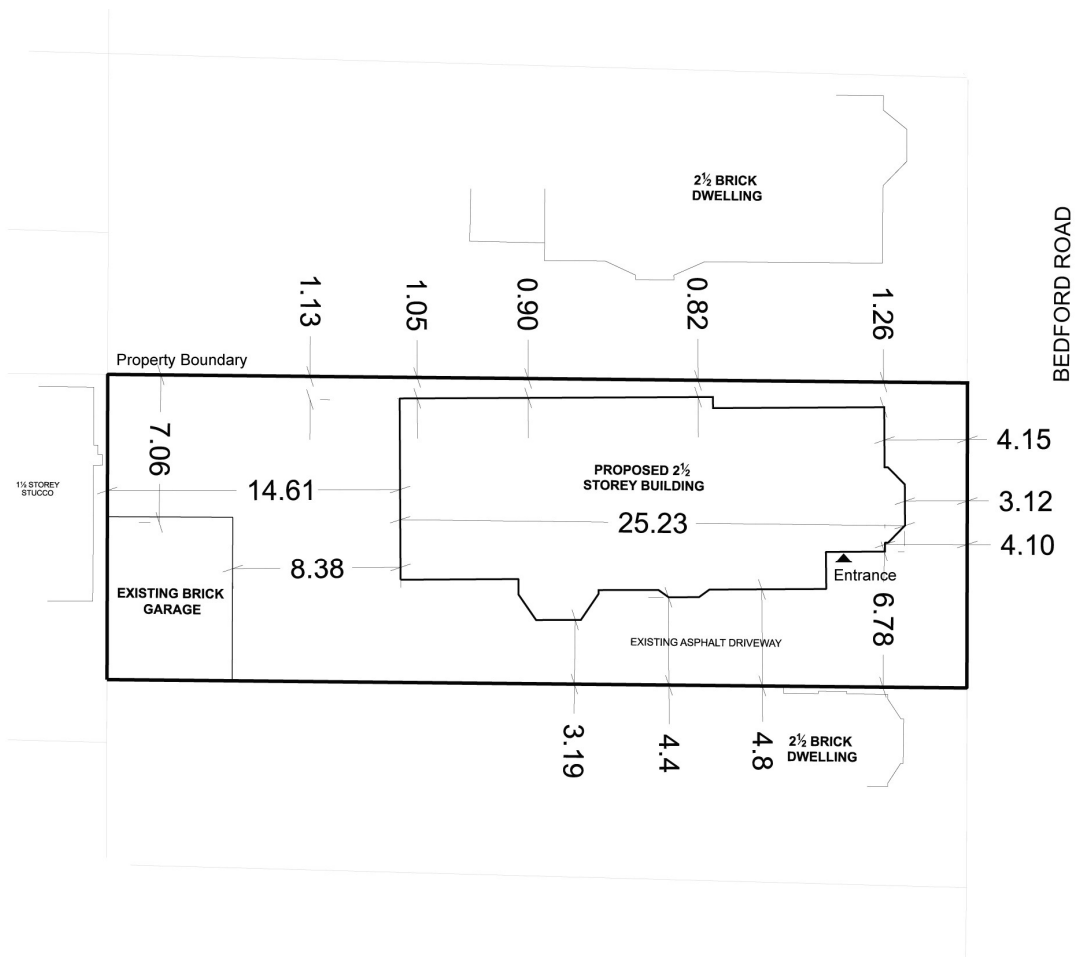 2½ BRICK
DWELLING
BEDFORD ROAD
1.13
1.05
0.90
0.82
1.26
Property Boundary
7.06
4.15
1½ STOREY
STUCCO
14.61
PROPOSED 2½
STOREY BUILDING
3.12
25.23
4.10
8.38
Entrance
EXISTING BRICK
GARAGE
6.78
EXISTING ASPHALT DRIVEWAY
3.19
4.4
4.8
2½ BRICK
DWELLING